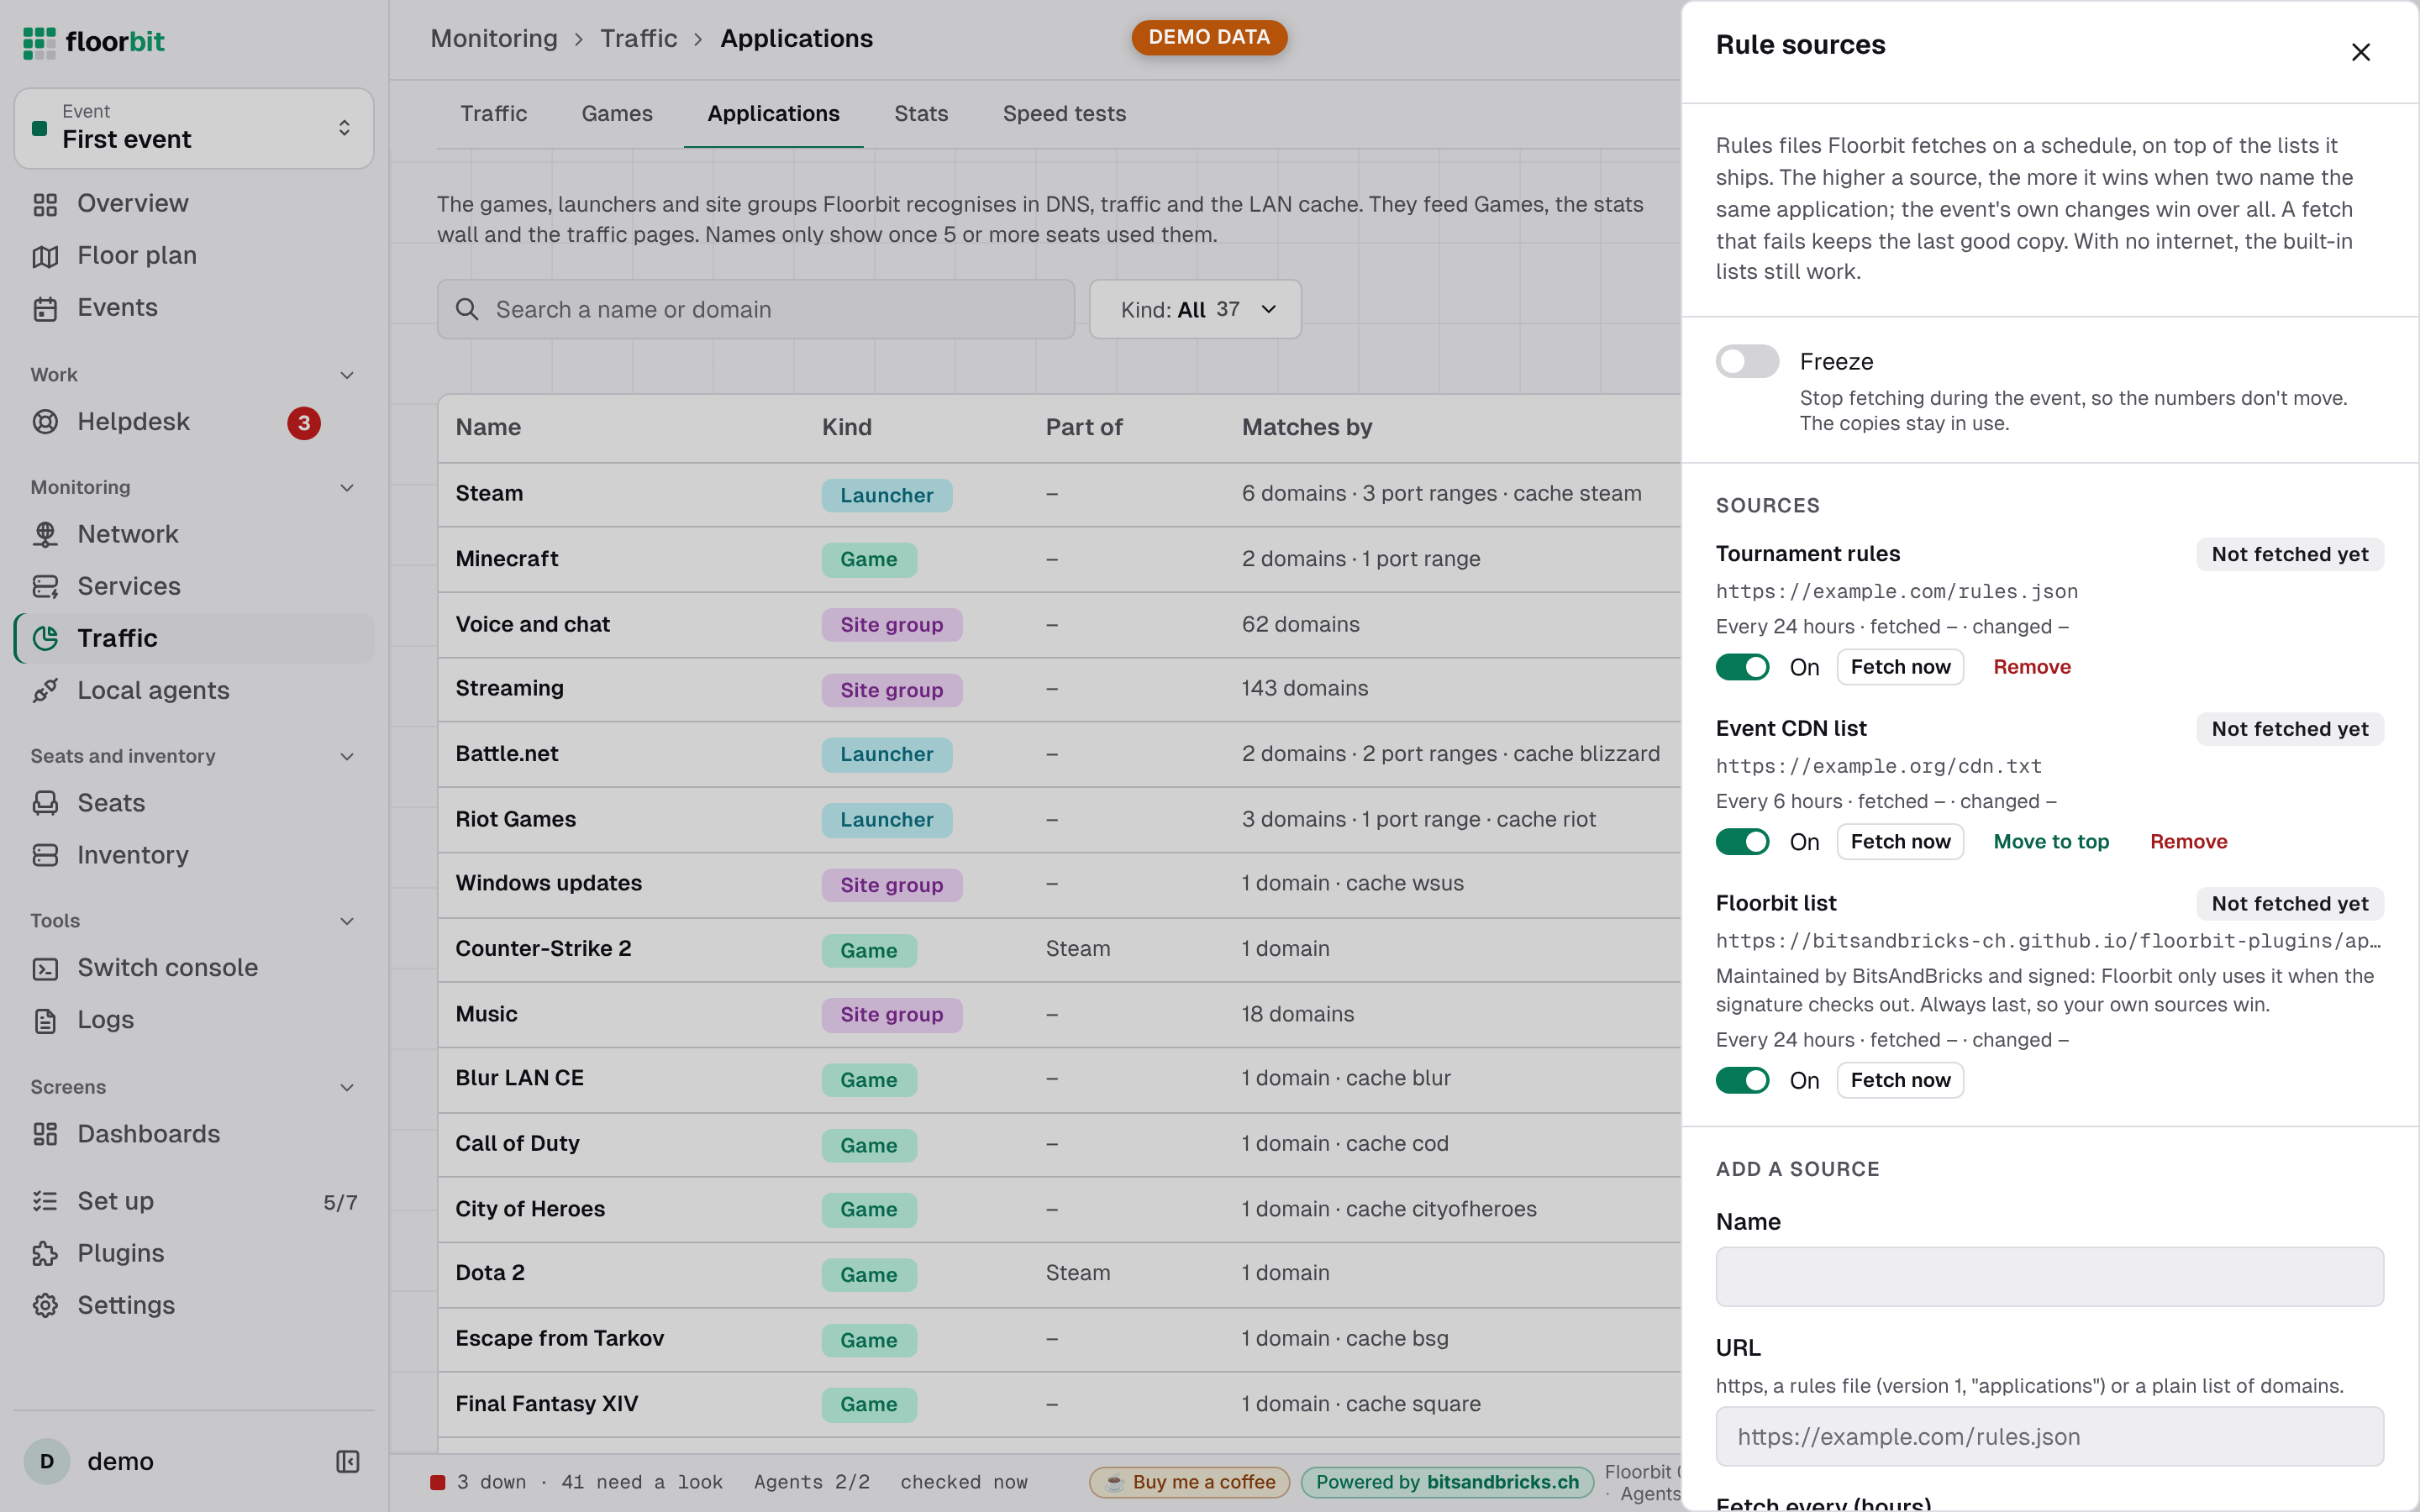 floorbit
Event
First event
Overview
Floor plan
Events
Work
Helpdesk 3
Monitoring
Network
Services
Traffic
Local agents
Seats and inventory
Seats
Inventory
Tools
Switch console
Logs
Screens
Dashboards
Set up 5/7
Plugins
Settings
D demo
Monitoring > Traffic > Applications
DEMO DATA
Traffic Games Applications Stats Speed tests
The games, launchers and site groups Floorbit recognises in DNS, traffic and the LAN cache. They feed Games, the stats
wall and the traffic pages. Names only show once 5 or more seats used them.
Search a name or domain
Kind: All 37
Name Kind Part of Matches by
Steam Launcher – 6 domains · 3 port ranges · cache steam
Minecraft Game – 2 domains · 1 port range
Voice and chat Site group – 62 domains
Streaming Site group – 143 domains
Battle.net Launcher – 2 domains · 2 port ranges · cache blizzard
Riot Games Launcher – 3 domains · 1 port range · cache riot
Windows updates Site group – 1 domain · cache wsus
Counter-Strike 2 Game Steam 1 domain
Music Site group – 18 domains
Blur LAN CE Game – 1 domain · cache blur
Call of Duty Game – 1 domain · cache cod
City of Heroes Game – 1 domain · cache cityofheroes
Dota 2 Game Steam 1 domain
Escape from Tarkov Game – 1 domain · cache bsg
Final Fantasy XIV Game – 1 domain · cache square
3 down · 41 need a look Agents 2/2 checked now
Buy me a coffee
Powered by bitsandbricks.ch
Floorbit
· Agents
Rule sources
Rules files Floorbit fetches on a schedule, on top of the lists it
ships. The higher a source, the more it wins when two name the
same application; the event's own changes win over all. A fetch
that fails keeps the last good copy. With no internet, the built-in
lists still work.
Freeze
Stop fetching during the event, so the numbers don't move.
The copies stay in use.
SOURCES
Tournament rules Not fetched yet
https://example.com/rules.json
Every 24 hours · fetched – · changed –
On Fetch now Remove
Event CDN list Not fetched yet
https://example.org/cdn.txt
Every 6 hours · fetched – · changed –
On Fetch now Move to top Remove
Floorbit list Not fetched yet
https://bitsandbricks-ch.github.io/floorbit-plugins/ap…
Maintained by BitsAndBricks and signed: Floorbit only uses it when the
signature checks out. Always last, so your own sources win.
Every 24 hours · fetched – · changed –
On Fetch now
ADD A SOURCE
Name
URL
https, a rules file (version 1, "applications") or a plain list of domains.
https://example.com/rules.json
Fetch every (hours)